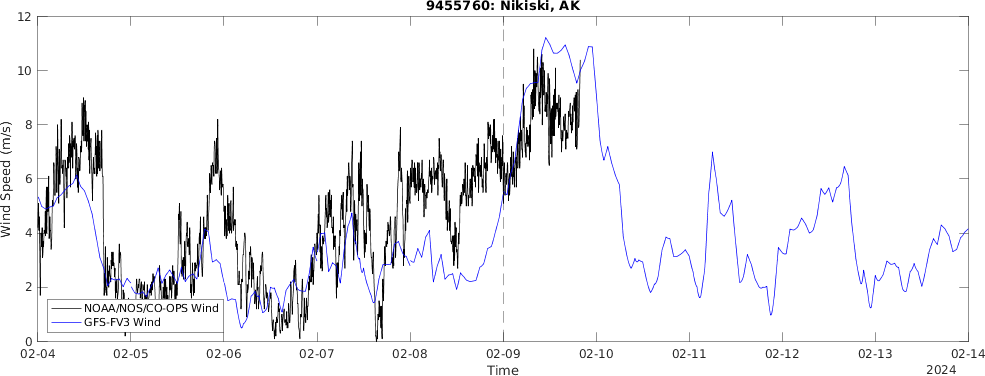 9455760: Nikiski, AK
Wind Speed (m/s)
12
10
8
6
4
2
0
NOAA/NOS/CO-OPS Wind
GFS-FV3 Wind
02-04 02-05 02-06 02-07 02-08 02-09 02-10 02-11 02-12 02-13 02-14
Time
2024